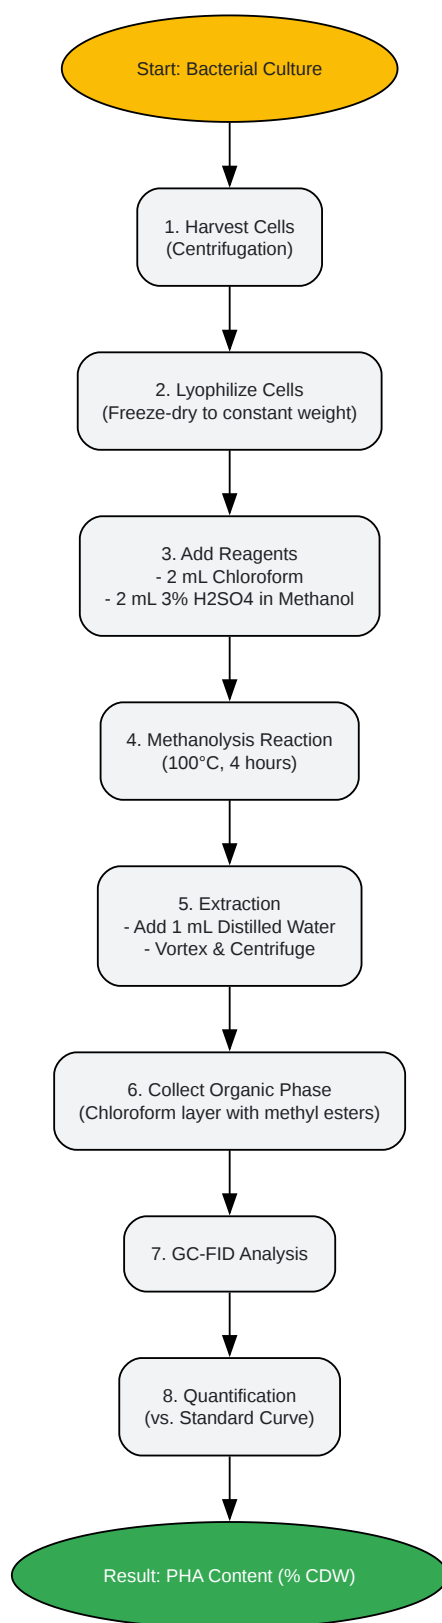 Start: Bacterial Culture
1. Harvest Cells
(Centrifugation)
2. Lyophilize Cells
(Freeze-dry to constant weight)
3. Add Reagents
- 2 mL Chloroform
- 2 mL 3% H2SO4 in Methanol
4. Methanolysis Reaction
(100°C, 4 hours)
5. Extraction
- Add 1 mL Distilled Water
- Vortex & Centrifuge
6. Collect Organic Phase
(Chloroform layer with methyl esters)
7. GC-FID Analysis
8. Quantification
(vs. Standard Curve)
Result: PHA Content (% CDW)